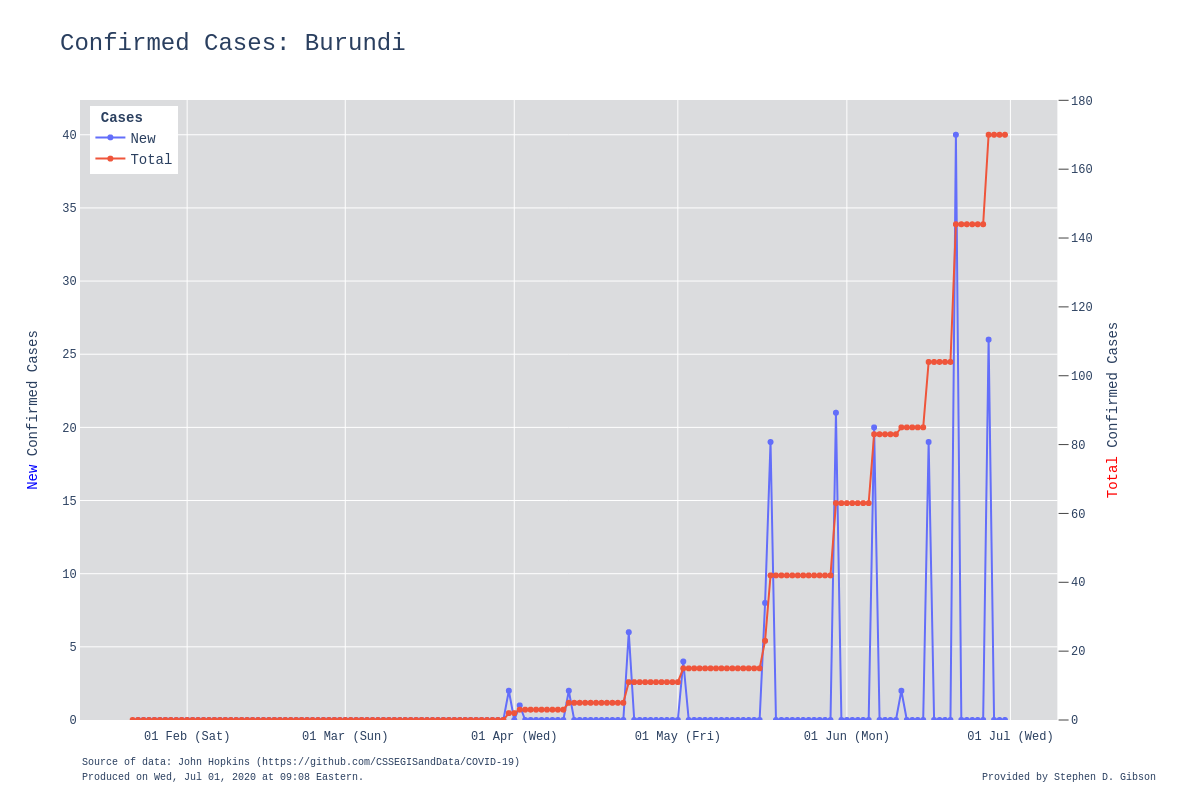 Confirmed Cases: Burundi
Cases
New
Total
40
35
30
25
20
15
10
5
0
180
160
140
120
100
80
60
40
20
0
New Confirmed Cases
Total Confirmed Cases
01 Feb (Sat) 01 Mar (Sun) 01 Apr (Wed) 01 May (Fri) 01 Jun (Mon) 01 Jul (Wed)
Source of data: John Hopkins (https://github.com/CSSEGISandData/COVID-19)
Produced on Wed, Jul 01, 2020 at 09:08 Eastern.
Provided by Stephen D. Gibson